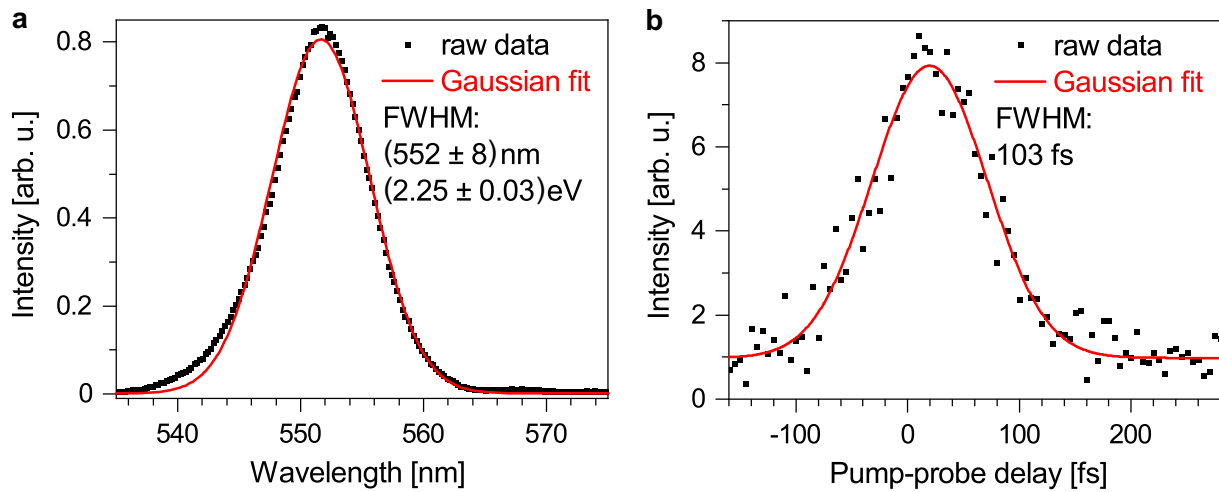 a
Intensity [arb. u.]
0.8
0.6
0.4
0.2
0
540
550
560
570
Wavelength [nm]
raw data
Gaussian fit
FWHM:
(552 ± 8) nm
(2.25 ± 0.03) eV
b
Intensity [arb. u.]
8
6
4
2
0
-100
0
100
200
Pump-probe delay [fs]
raw data
Gaussian fit
FWHM:
103 fs